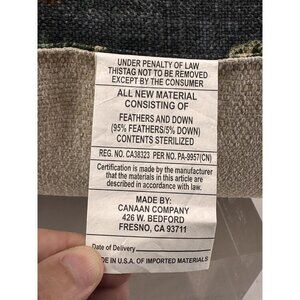 UNDER PENALTY OF LAW
THISTAG NOT TO BE REMOVED
EXCEPT BY THE CONSUMER
ALL NEW MATERIAL
CONSISTING OF
FEATHERS AND DOWN
(95% FEATHERS/5% DOWN)
CONTENTS STERILIZED
REG. NO. CA38323 PER NO. PA-9957(CN)
Certification is made by the manufacturer
that the materials in this article are
described in accordance with law.
MADE BY:
CANAAN COMPANY
426 W. BEDFORD
FRESNO, CA 93711
Date of Delivery
MADE IN U.S.A. OF IMPORTED MATERIALS